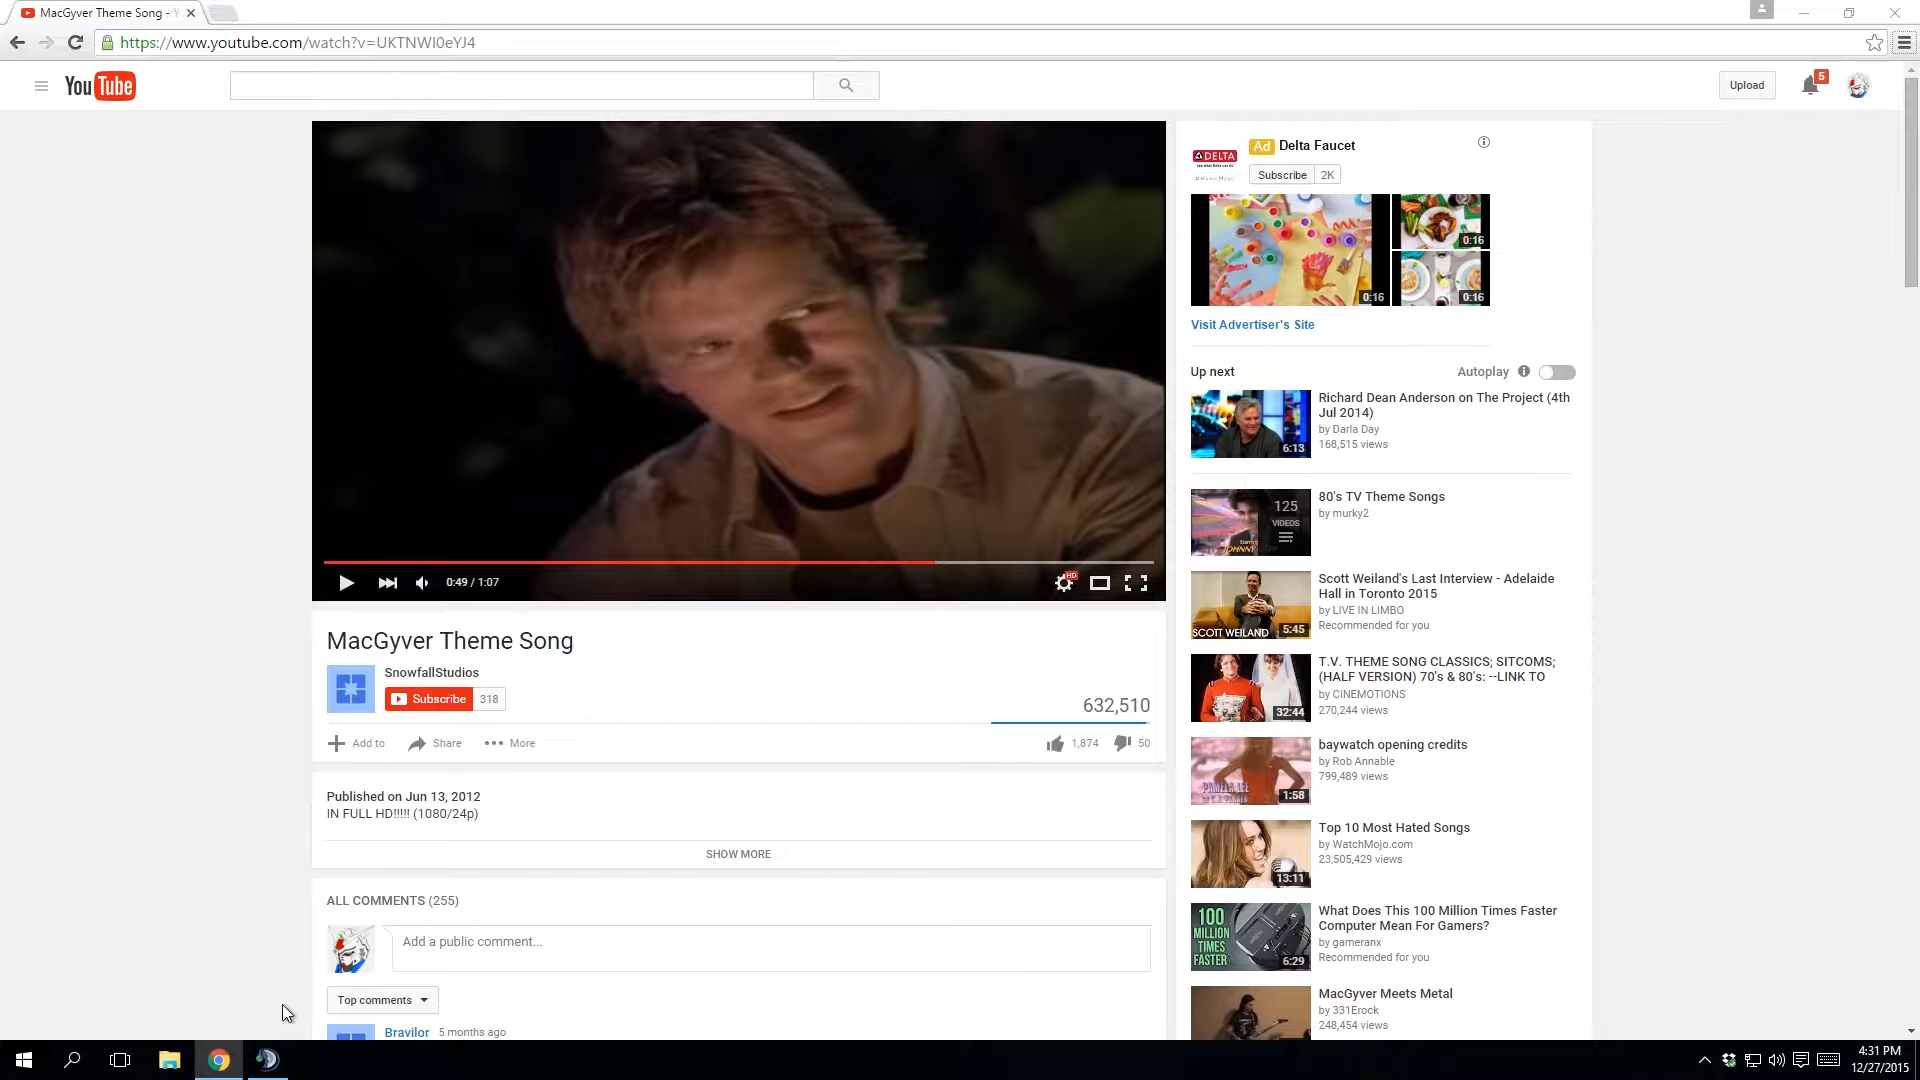 MacGyver Theme Song - Y
https://www.youtube.com/watch?v=UKTNWI0eYJ4
YouTube
Upload
5
0:49 / 1:07
HD
MacGyver Theme Song
SnowfallStudios
Subscribe 318
632,510
Add to Share More
1,874 50
Published on Jun 13, 2012
IN FULL HD!!!!! (1080/24p)
SHOW MORE
ALL COMMENTS (255)
Add a public comment...
Top comments
Bravilor 5 months ago
DELTA
Ad Delta Faucet
Subscribe 2K
0:16
0:16
0:16
Visit Advertiser's Site
Up next
Autoplay
6:13
Richard Dean Anderson on The Project (4th
Jul 2014)
by Darla Day
168,515 views
125
VIDEOS
JOHNNY
80's TV Theme Songs
by murky2
SCOTT WEILAND 5:45
Scott Weiland's Last Interview - Adelaide
Hall in Toronto 2015
by LIVE IN LIMBO
Recommended for you
32:44
T.V. THEME SONG CLASSICS; SITCOMS;
(HALF VERSION) 70's & 80's: --LINK TO
by CINEMOTIONS
270,244 views
1:58
baywatch opening credits
by Rob Annable
799,489 views
13:11
Top 10 Most Hated Songs
by WatchMojo.com
23,505,429 views
100
MILLION
TIMES
FASTER
6:29
What Does This 100 Million Times Faster
Computer Mean For Gamers?
by gameranx
Recommended for you
MacGyver Meets Metal
by 331Erock
248,454 views
4:31 PM
12/27/2015